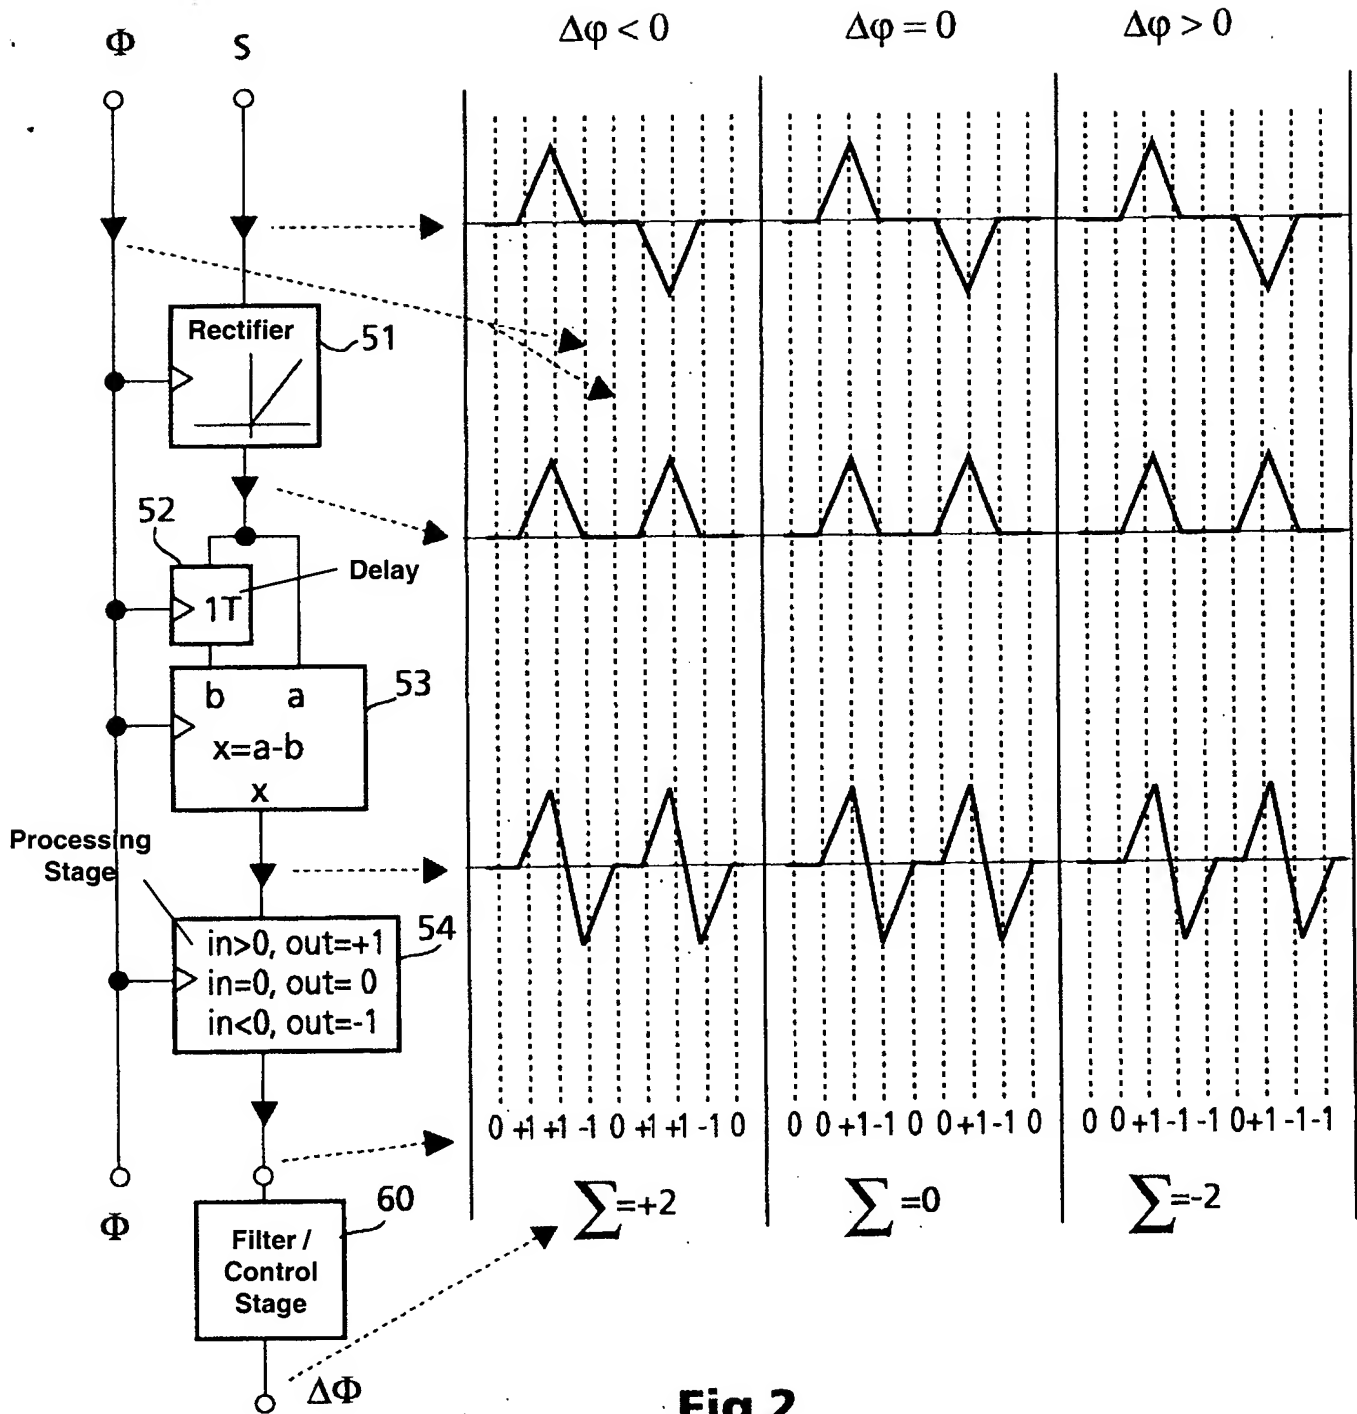 Φ S Δφ < 0 Δφ = 0 Δφ > 0
Rectifier
51
52
1T
Delay
b a
x=a-b
x
53
Processing
Stage
in>0, out=+1
in=0, out= 0
in<0, out=-1
54
0 +1 +1 -1 0 +1 +1 -1 0
0 0 +1 -1 0 0 +1 -1 0
0 0 +1 -1 -1 0 +1 -1 -1
Φ
60
Filter /
Control
Stage
∑=+2 ∑=0 ∑=-2
ΔΦ
Fig 2